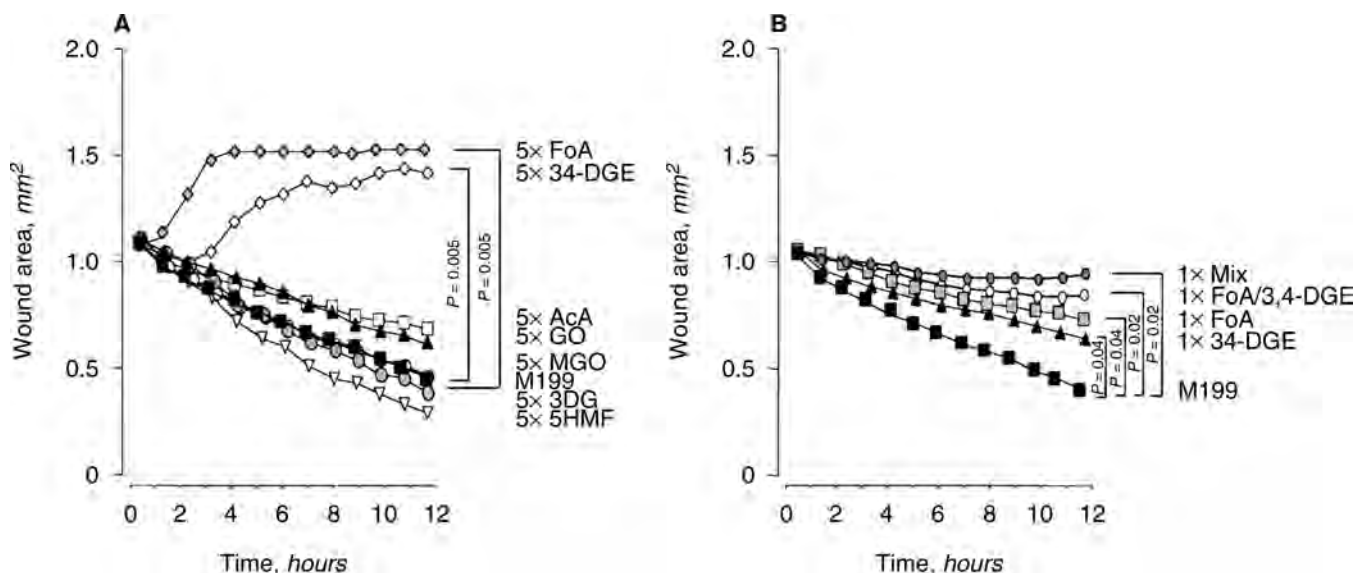 A
2.0
1.5
1.0
0.5
0
Wound area, mm²
0 2 4 6 8 10 12
Time, hours
5× FoA
5× 34-DGE
P = 0.005
P = 0.005
5× AcA
5× GO
5× MGO
M199
5× 3DG
5× 5HMF
B
2.0
1.5
1.0
0.5
0
Wound area, mm²
0 2 4 6 8 10 12
Time, hours
1× Mix
1× FoA/3,4-DGE
1× FoA
1× 34-DGE
M199
P = 0.04
P = 0.04
P = 0.02
P = 0.02